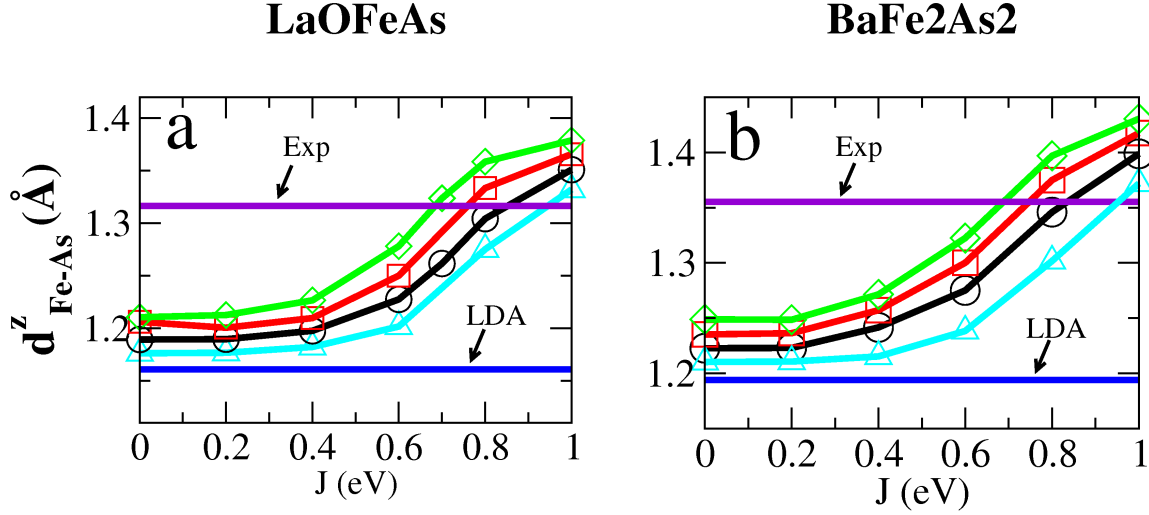 LaOFeAs
BaFe2As2
a
Exp
LDA
d^z Fe-As (Å)
1.4
1.3
1.2
0 0.2 0.4 0.6 0.8 1
J (eV)
b
Exp
LDA
1.4
1.3
1.2
0 0.2 0.4 0.6 0.8 1
J (eV)